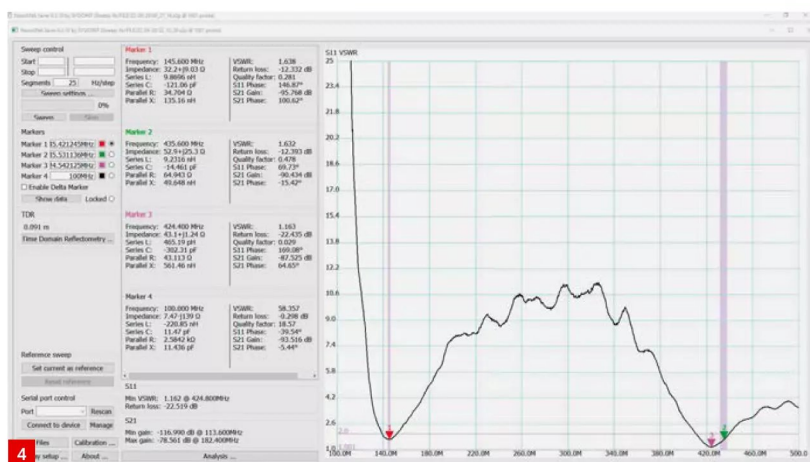 Sweep control
Start
Stop
Segments 25 Hz/step
Sweep settings ...
0%
Sweep Stop
Markers
Marker 1
Marker 2
Marker 3
Marker 4 100MHz
Enable Delta Marker
Show data Locked
TDR
0.091 m
Time Domain Reflectometry ...
Reference sweep
Set current as reference
Reset reference
Serial port control
Port Rescan
Connect to device Manage
Files Calibration ...
About ...
4
Marker 1
Frequency: 145.600 MHz VSWR: 1.638
Impedance: 32.2+j9.03 Ω Return loss: -12.332 dB
Series L: 9.8696 nH Quality factor: 0.281
Series C: -121.06 pF S11 Phase: 146.87°
Parallel R: 34.704 Ω S21 Gain: -95.768 dB
Parallel X: 135.16 nH S21 Phase: 100.62°
Marker 2
Frequency: 435.600 MHz VSWR: 1.632
Impedance: 52.9+j25.3 Ω Return loss: -12.393 dB
Series L: 9.2316 nH Quality factor: 0.478
Series C: -14.461 pF S11 Phase: 69.73°
Parallel R: 64.943 Ω S21 Gain: -90.434 dB
Parallel X: 49.648 nH S21 Phase: -15.42°
Marker 3
Frequency: 424.400 MHz VSWR: 1.163
Impedance: 43.1+j1.24 Ω Return loss: -22.435 dB
Series L: 465.19 pH Quality factor: 0.029
Series C: -302.31 pF S11 Phase: 169.08°
Parallel R: 43.113 Ω S21 Gain: -87.525 dB
Parallel X: 561.46 nH S21 Phase: 64.65°
Marker 4
Frequency: 100.000 MHz VSWR: 58.357
Impedance: 7.47-j139 Ω Return loss: -0.298 dB
Series L: -220.85 nH Quality factor: 18.57
Series C: 11.47 pF S11 Phase: -39.54°
Parallel R: 2.5842 kΩ S21 Gain: -93.516 dB
Parallel X: 11.436 pF S21 Phase: -5.44°
S11
Min VSWR: 1.162 @ 424.800MHz
Return loss: -22.519 dB
S21
Min gain: -116.990 dB @ 113.600MHz
Max gain: -78.561 dB @ 182.400MHz
Analysis ...
S11 VSWR
25
23.4
21.8
20.2
18.6
17.0
15.4
13.8
12.2
10.6
9.0
7.4
5.8
4.2
2.6
2.0
1.0
100.0M 140.0M 180.0M 220.0M 260.0M 300.0M 340.0M 380.0M 420.0M 460.0M 500.0